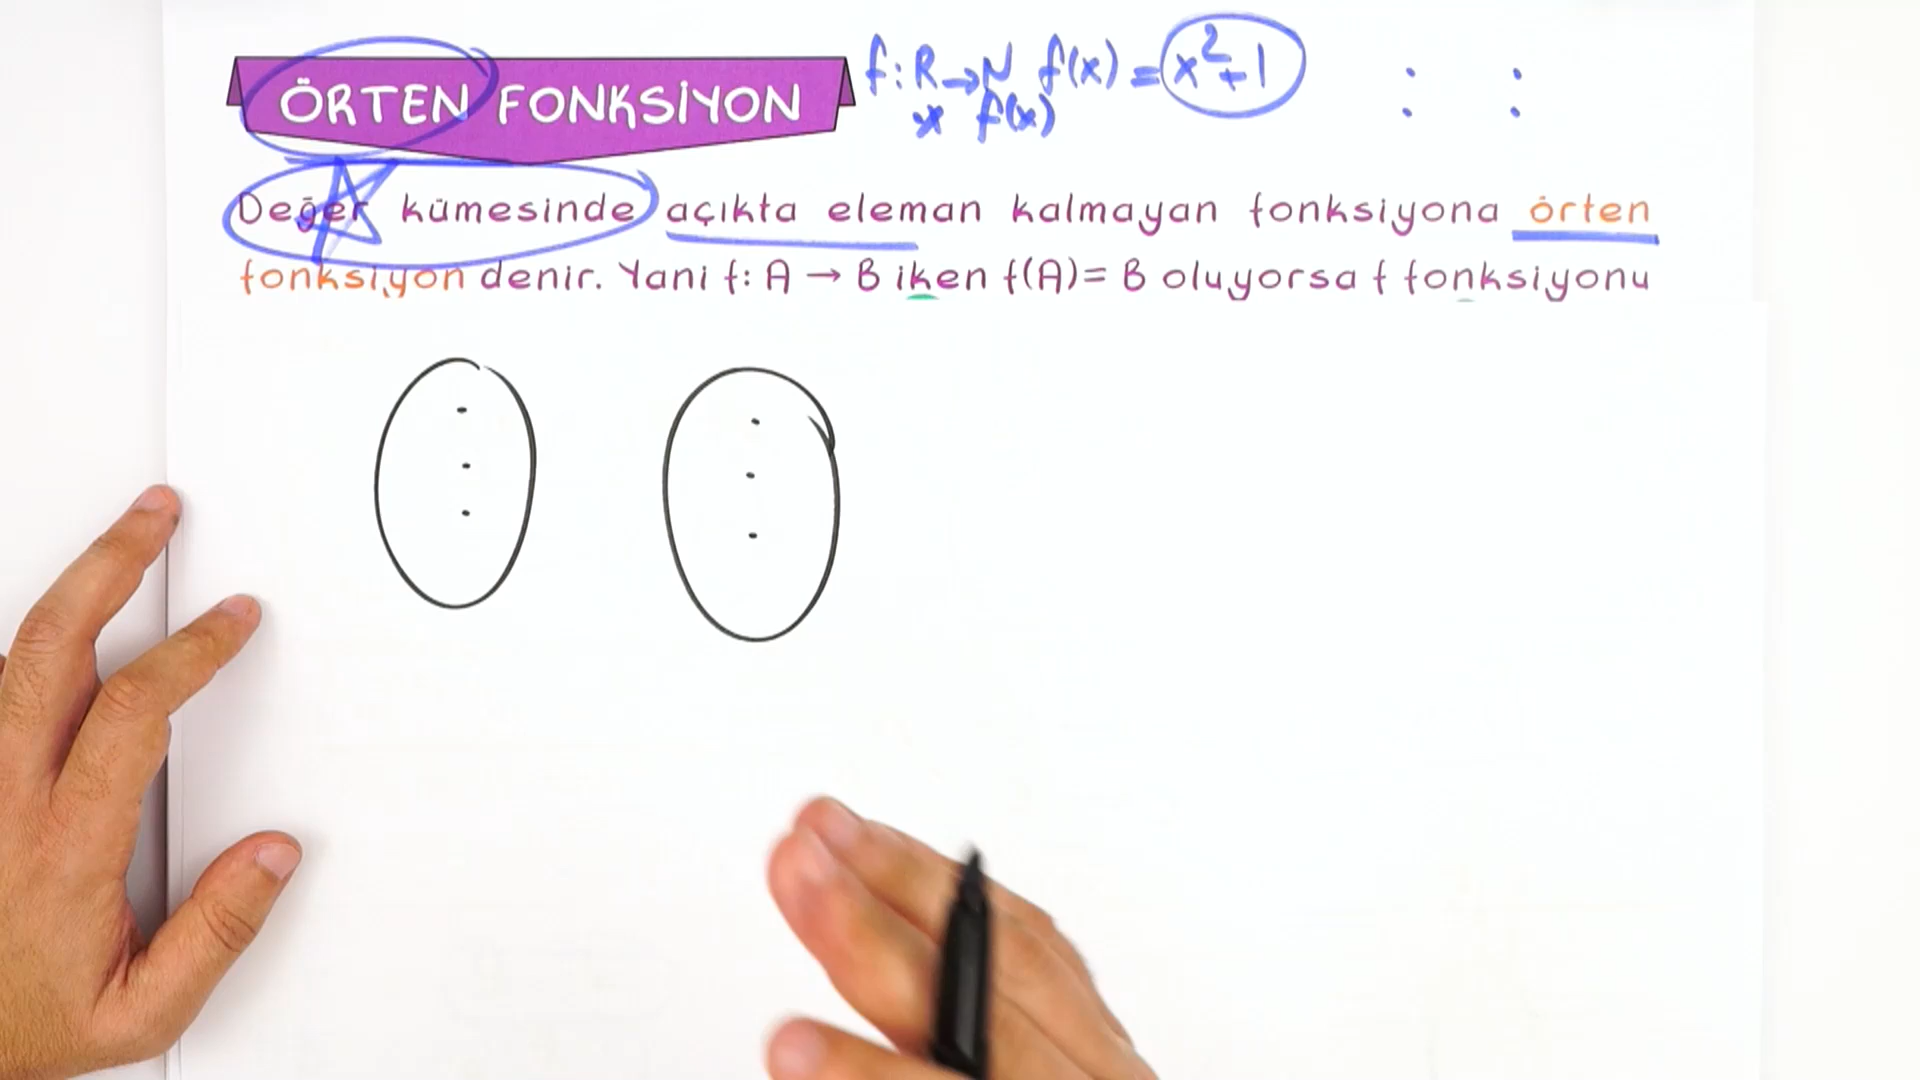 ÖRTEN FONKSİYON
f: R→N f(x) = x²+1
x f(x)
Değer kümesinde açıkta eleman kalmayan fonksiyona örten
fonksiyon denir. Yani f: A → B iken f(A)= B oluyorsa f fonksiyonu